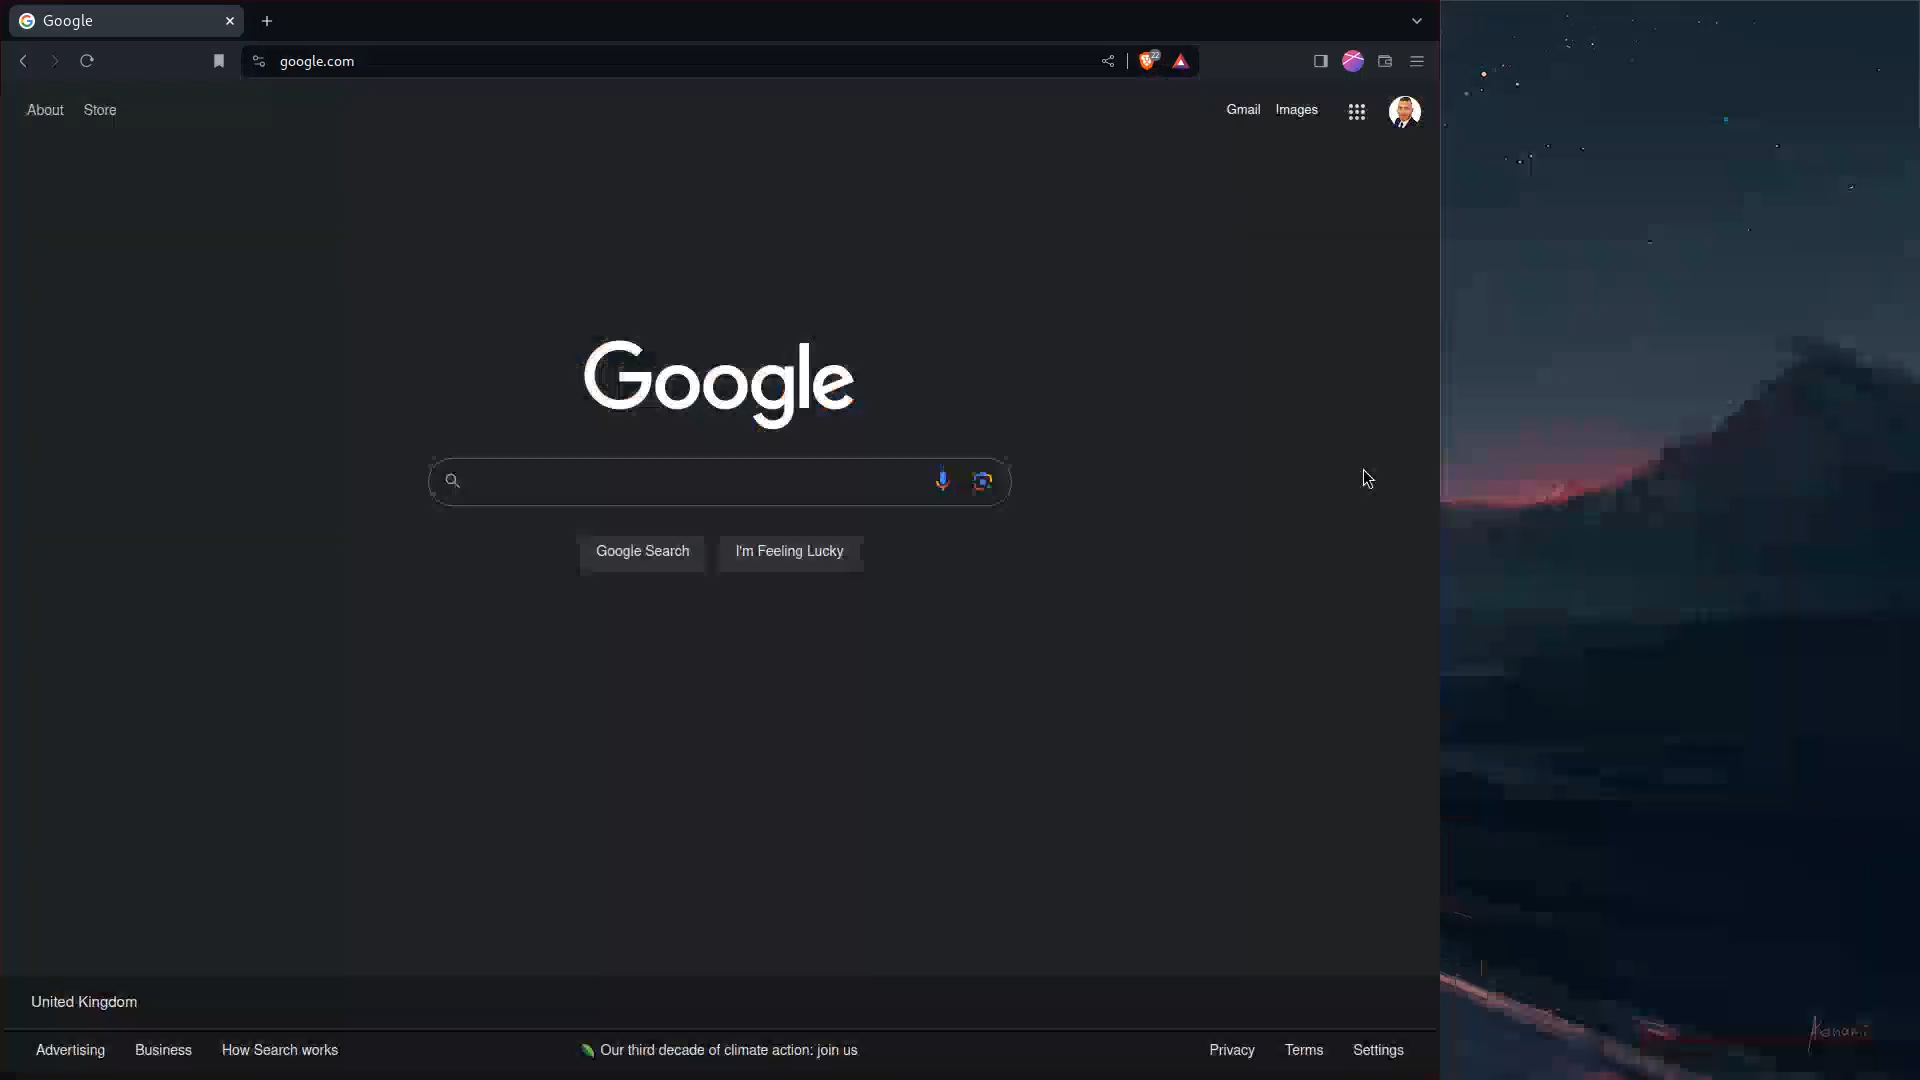 Google
google.com
22
About Store
Gmail Images
Google
Google Search I'm Feeling Lucky
United Kingdom
Advertising Business How Search works
Our third decade of climate action: join us
Privacy Terms Settings